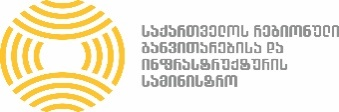 საქართველოს რეგიონული
განვითარებისა და
ინფრასტრუქტურის
სამინისტრო